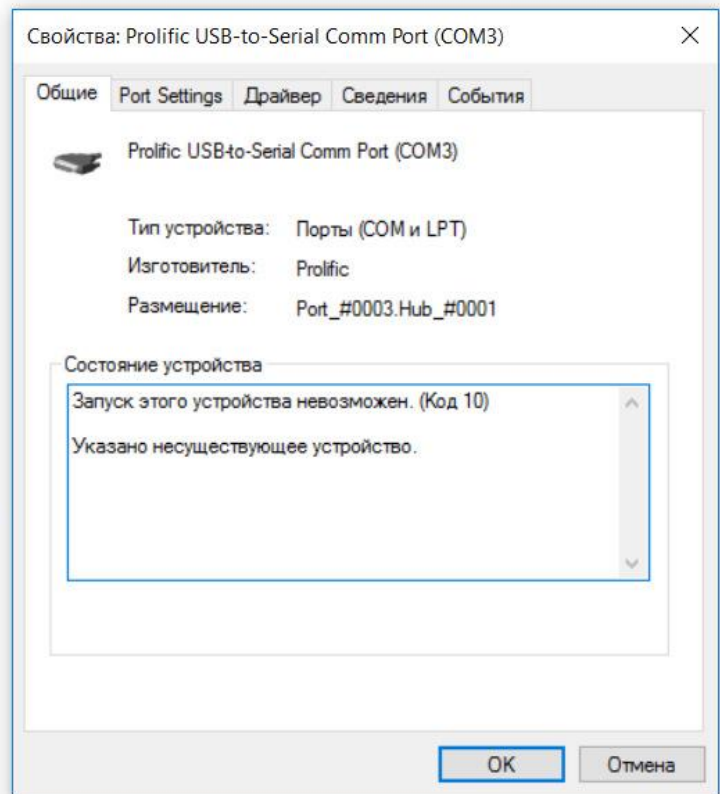 Свойства: Prolific USB-to-Serial Comm Port (COM3)
Общие Port Settings Драйвер Сведения События
Prolific USB-to-Serial Comm Port (COM3)
Тип устройства: Порты (COM и LPT)
Изготовитель: Prolific
Размещение: Port_#0003.Hub_#0001
Состояние устройства
Запуск этого устройства невозможен. (Код 10)
Указано несуществующее устройство.
OK Отмена